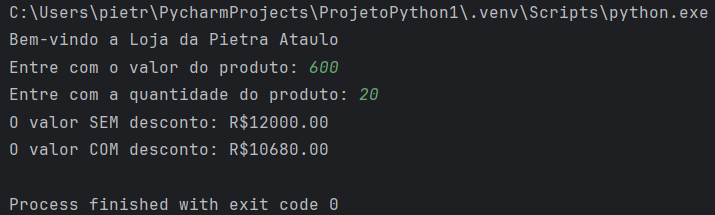 C:\Users\pietr\PycharmProjects\ProjetoPython1\.venv\Scripts\python.exe
Bem-vindo a Loja da Pietra Ataulo
Entre com o valor do produto: 600
Entre com a quantidade do produto: 20
O valor SEM desconto: R$12000.00
O valor COM desconto: R$10680.00
Process finished with exit code 0